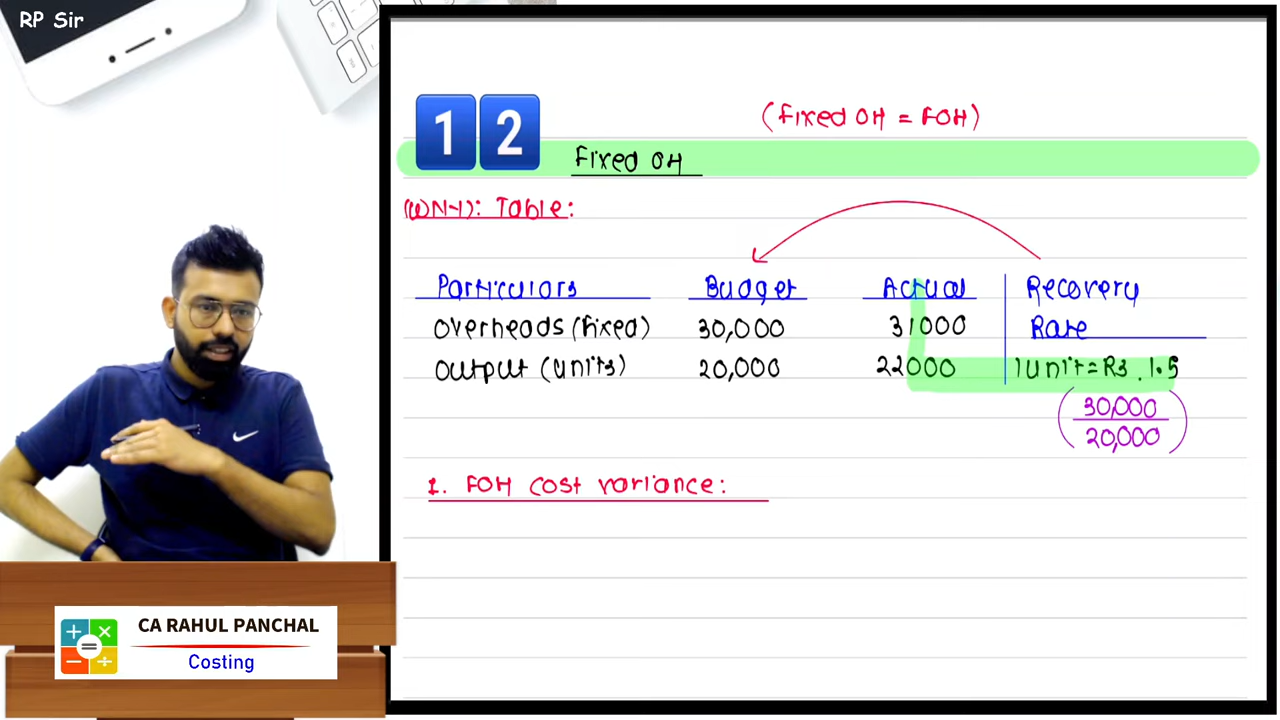 RP Sir
12
(Fixed OH = FOH)
Fixed OH
(WN-1): Table:
Particulars Budget Actual Recovery
Overheads (fixed) 30,000 31000 Rate
Output (units) 20,000 22000 1 unit = Rs. 1.5
(30,000
20,000)
1. FOH cost variance:
CA RAHUL PANCHAL
Costing